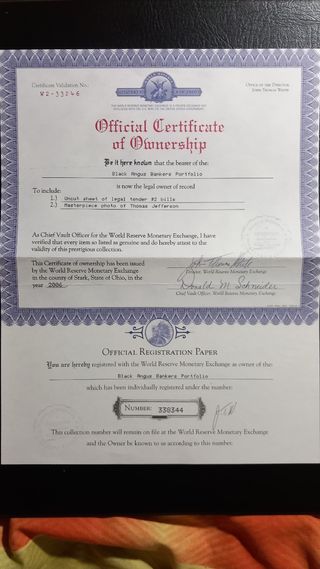 Certificate Validation No.:
W2-33246
OFFICE OF THE DIRECTOR
Official Certificate
of Ownership
Be it here known that the bearer of the:
Black Angus Bankers Portfolio
is now the legal owner of record
To include:
1.) Uncut sheet of legal tender $2 bills
2.) Masterpiece photo of Thomas Jefferson
As Chief Vault Officer for the World Reserve Monetary Exchange, I have
verified that every item so listed is genuine and do hereby attest to the
validity of this prestigious collection.
This Certificate of ownership has been issued
by the World Reserve Monetary Exchange
in the county of Stark, State of Ohio, in the
year 2006
Director, World Reserve Monetary Exchange
Donald M. Schneider
Chief Vault Officer, World Reserve Monetary Exchange
OFFICIAL REGISTRATION PAPER
You are hereby registered with the World Reserve Monetary Exchange as owner of the:
Black Angus Bankers Portfolio
which has been individually registered under the number:
NUMBER: 338344
This collection number will remain on file at the World Reserve Monetary Exchange
and the Owner be known to us according to this number.